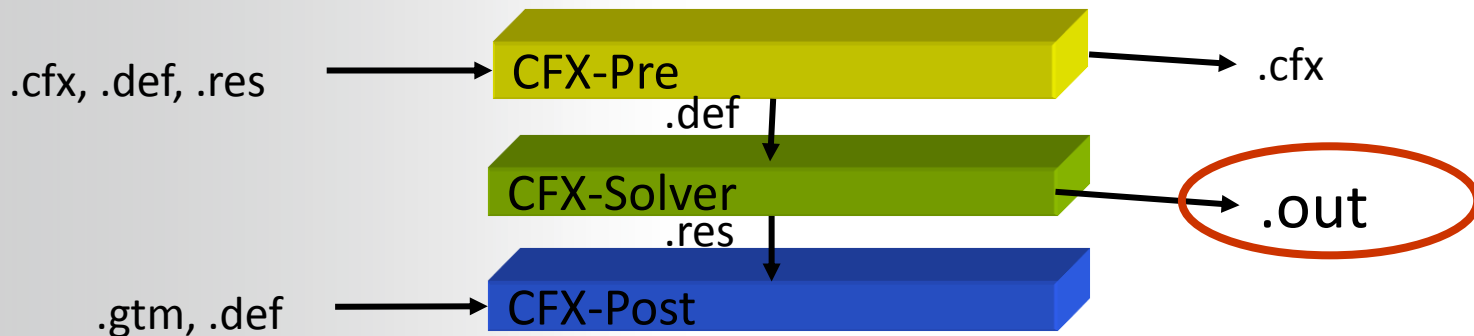 .cfx, .def, .res
CFX-Pre
.cfx
.def
CFX-Solver
.out
.res
.gtm, .def
CFX-Post